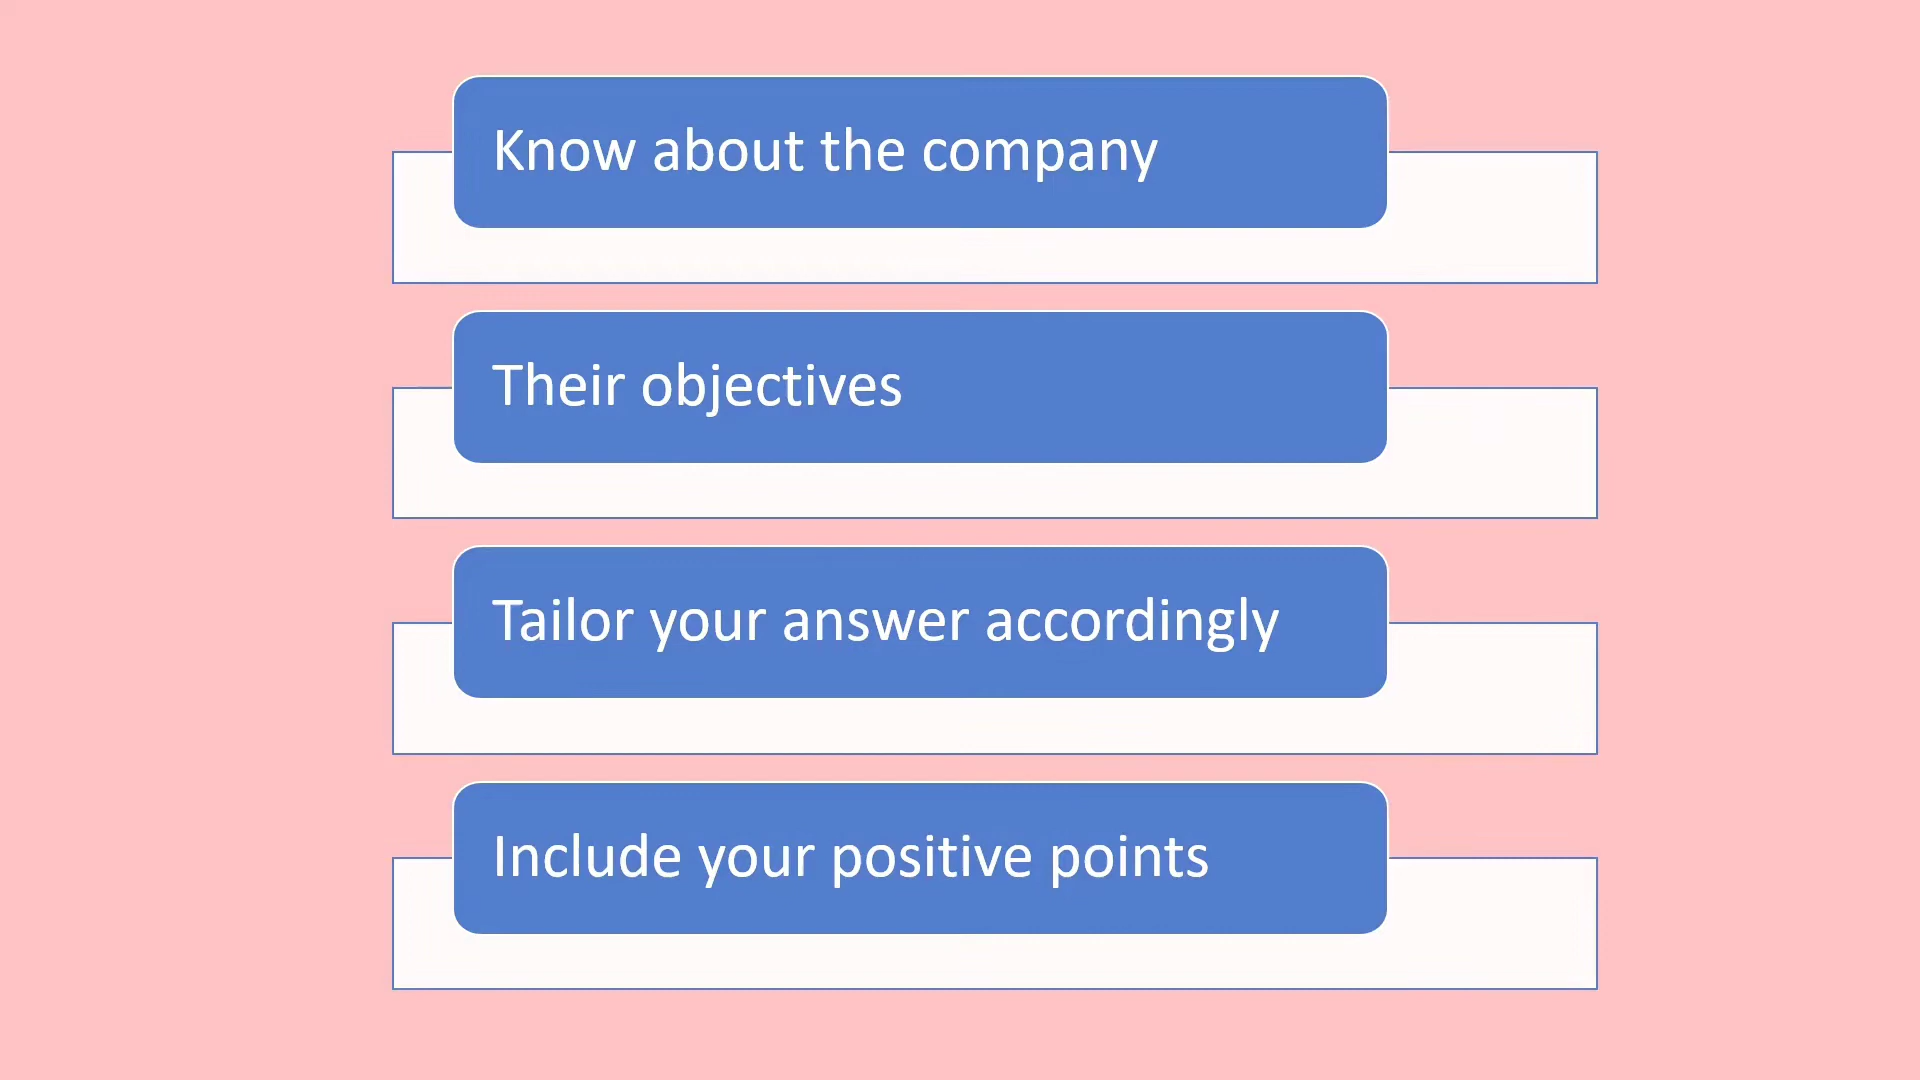 Know about the company
Their objectives
Tailor your answer accordingly
Include your positive points